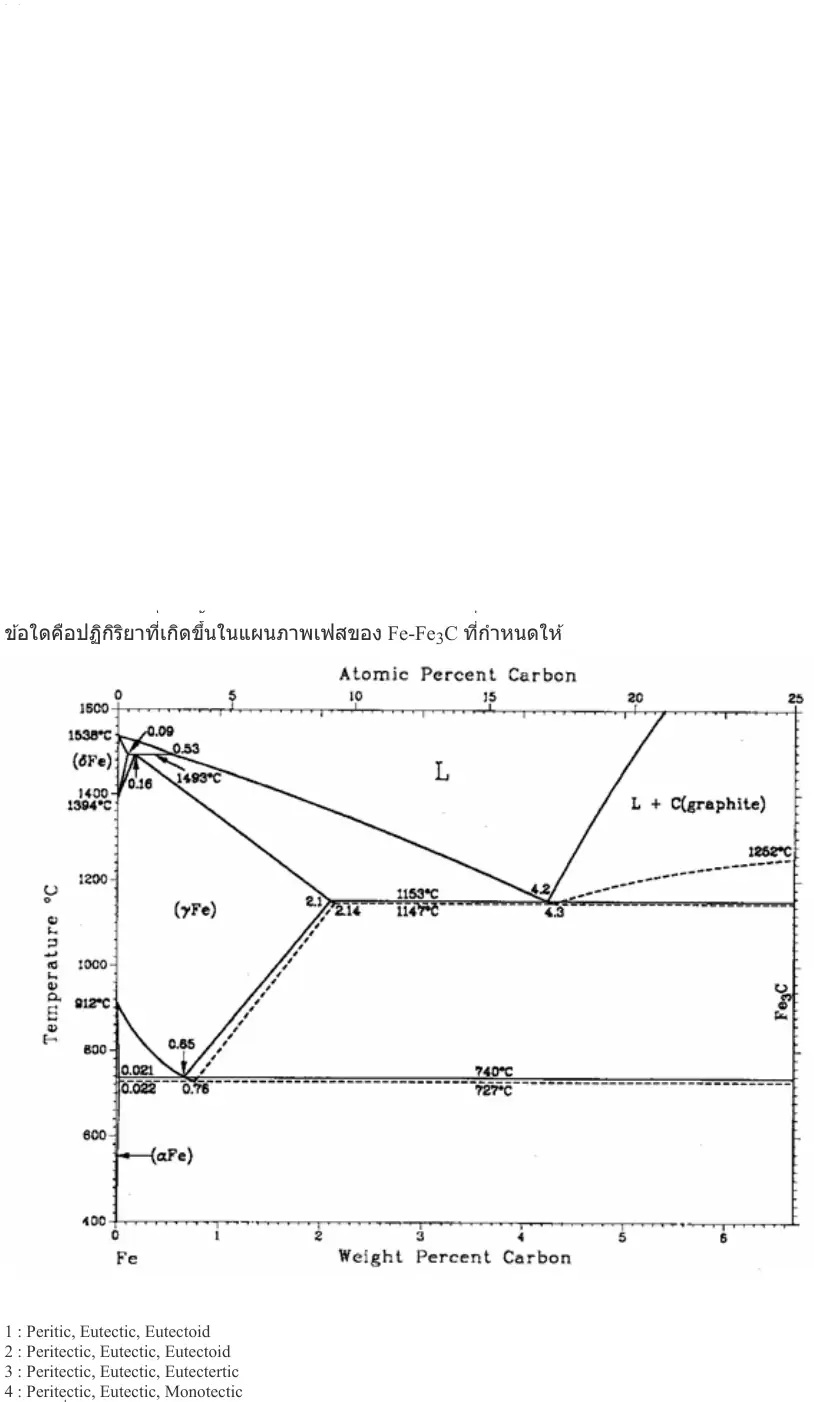 ข้อใดคือปฏิกิริยาที่เกิดขึ้นในแผนภาพเฟสของ Fe-Fe3C ที่กำหนดให้
Atomic Percent Carbon
0 5 10 15 20 25
1500
1538°C
0.09
0.53
(δFe)
1493°C
0.16
L
1400
1394°C
L + C(graphite)
1252°C
1200
1153°C
4.2
2.1
2.14
1147°C
4.3
(γFe)
Temperature °C
1000
912°C
Fe3C
0.65
800
0.021
740°C
0.022
0.76
727°C
600
(αFe)
400
0 1 2 3 4 5 6
Fe
Weight Percent Carbon
1 : Peritic, Eutectic, Eutectoid
2 : Peritectic, Eutectic, Eutectoid
3 : Peritectic, Eutectic, Eutectertic
4 : Peritectic, Eutectic, Monotectic